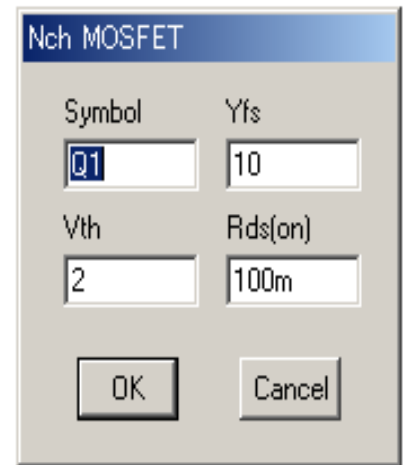 Nch MOSFET
Symbol Yfs
Q1 10
Vth Rds(on)
2 100m
OK Cancel